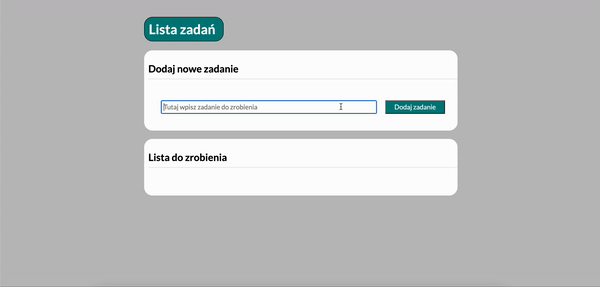 Lista zadań
Dodaj nowe zadanie
Tutaj wpisz zadanie do zrobienia
Dodaj zadanie
Lista do zrobienia